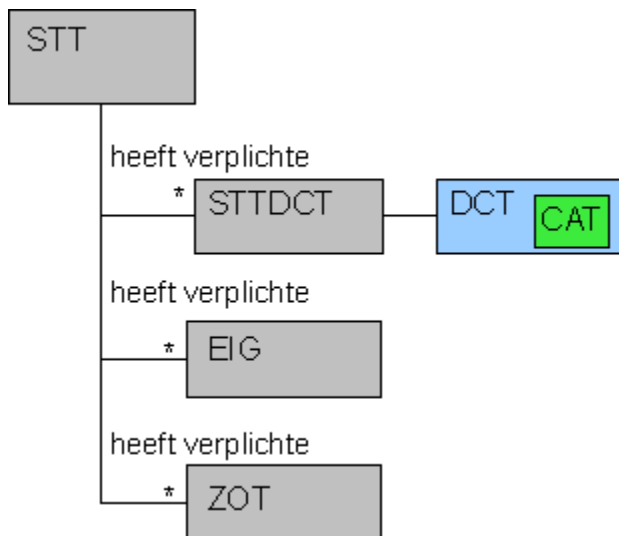 STT
heeft verplichte
*
STTDCT
DCT
CAT
heeft verplichte
*
EIG
heeft verplichte
*
ZOT